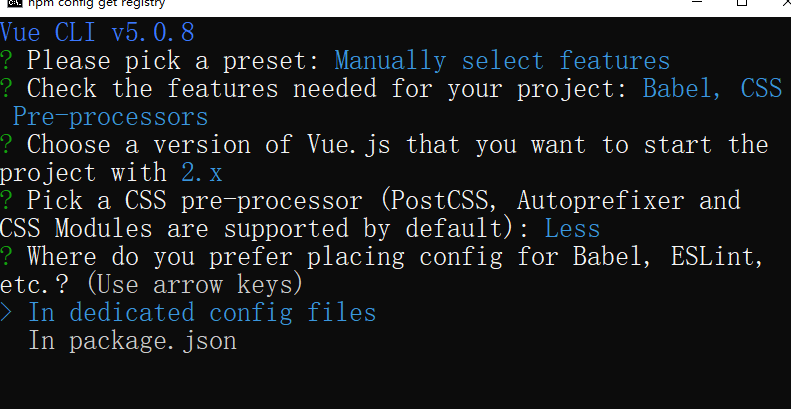 npm config get registry
Vue CLI v5.0.8
? Please pick a preset: Manually select features
? Check the features needed for your project: Babel, CSS
Pre-processors
? Choose a version of Vue.js that you want to start the
project with 2.x
? Pick a CSS pre-processor (PostCSS, Autoprefixer and
CSS Modules are supported by default): Less
? Where do you prefer placing config for Babel, ESLint,
etc.? (Use arrow keys)
> In dedicated config files
In package.json